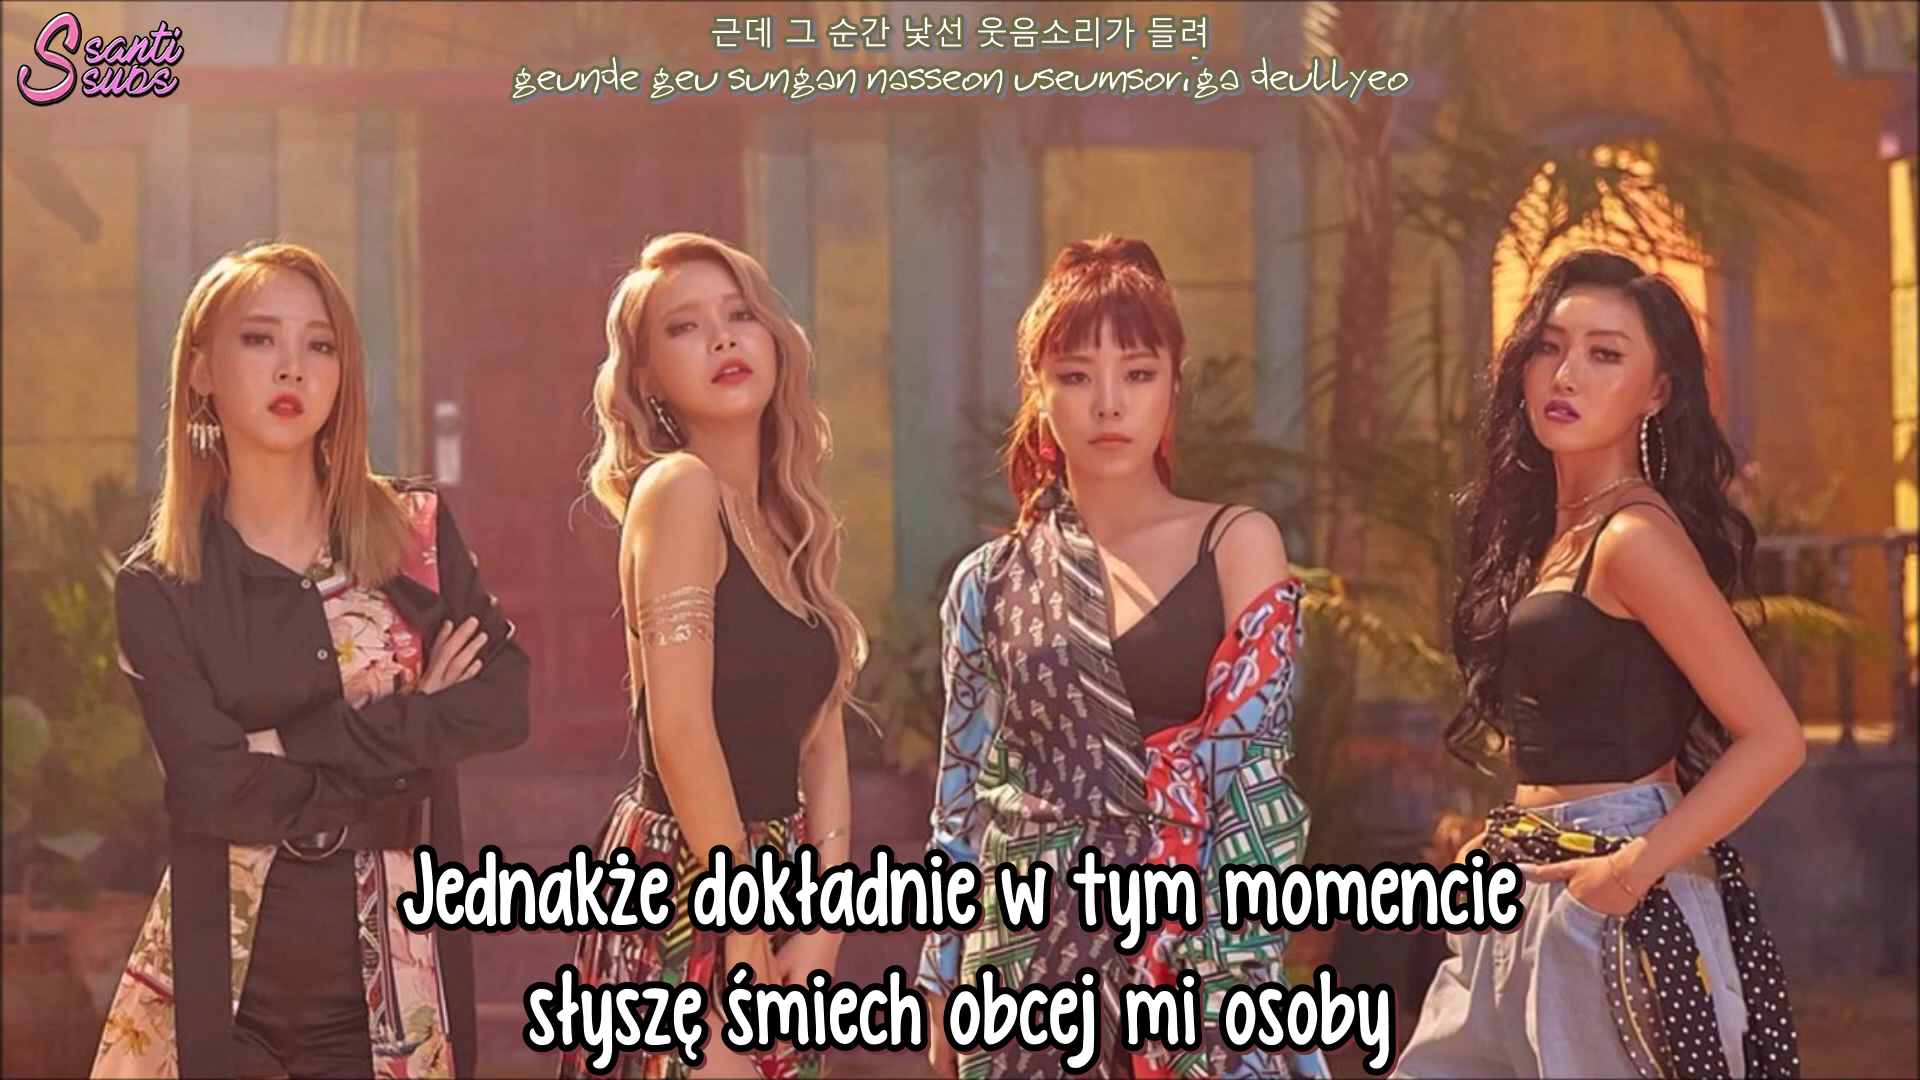 Ssanti
subs
근데 그 순간 낯선 웃음소리가 들려
geunde geu sungan nasseon useumsoriga deullyeo
Jednakże dokładnie w tym momencie
słyszę śmiech obcej mi osoby